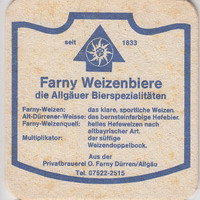 seit 1833
Farny Weizenbiere
die Allgäuer Bierspezialitäten
Farny-Weizen: das klare, sportliche Weizen.
Alt-Dürrener-Weisse: das bernsteinfarbige Hefebier.
Farny-Weizenquell: helles Hefeweizen nach
altbayrischer Art.
Multiplikator: der süffige
Weizendoppelbock.
Aus der
Privatbrauerei O. Farny Dürren/Allgäu
Tel. 07522-2815